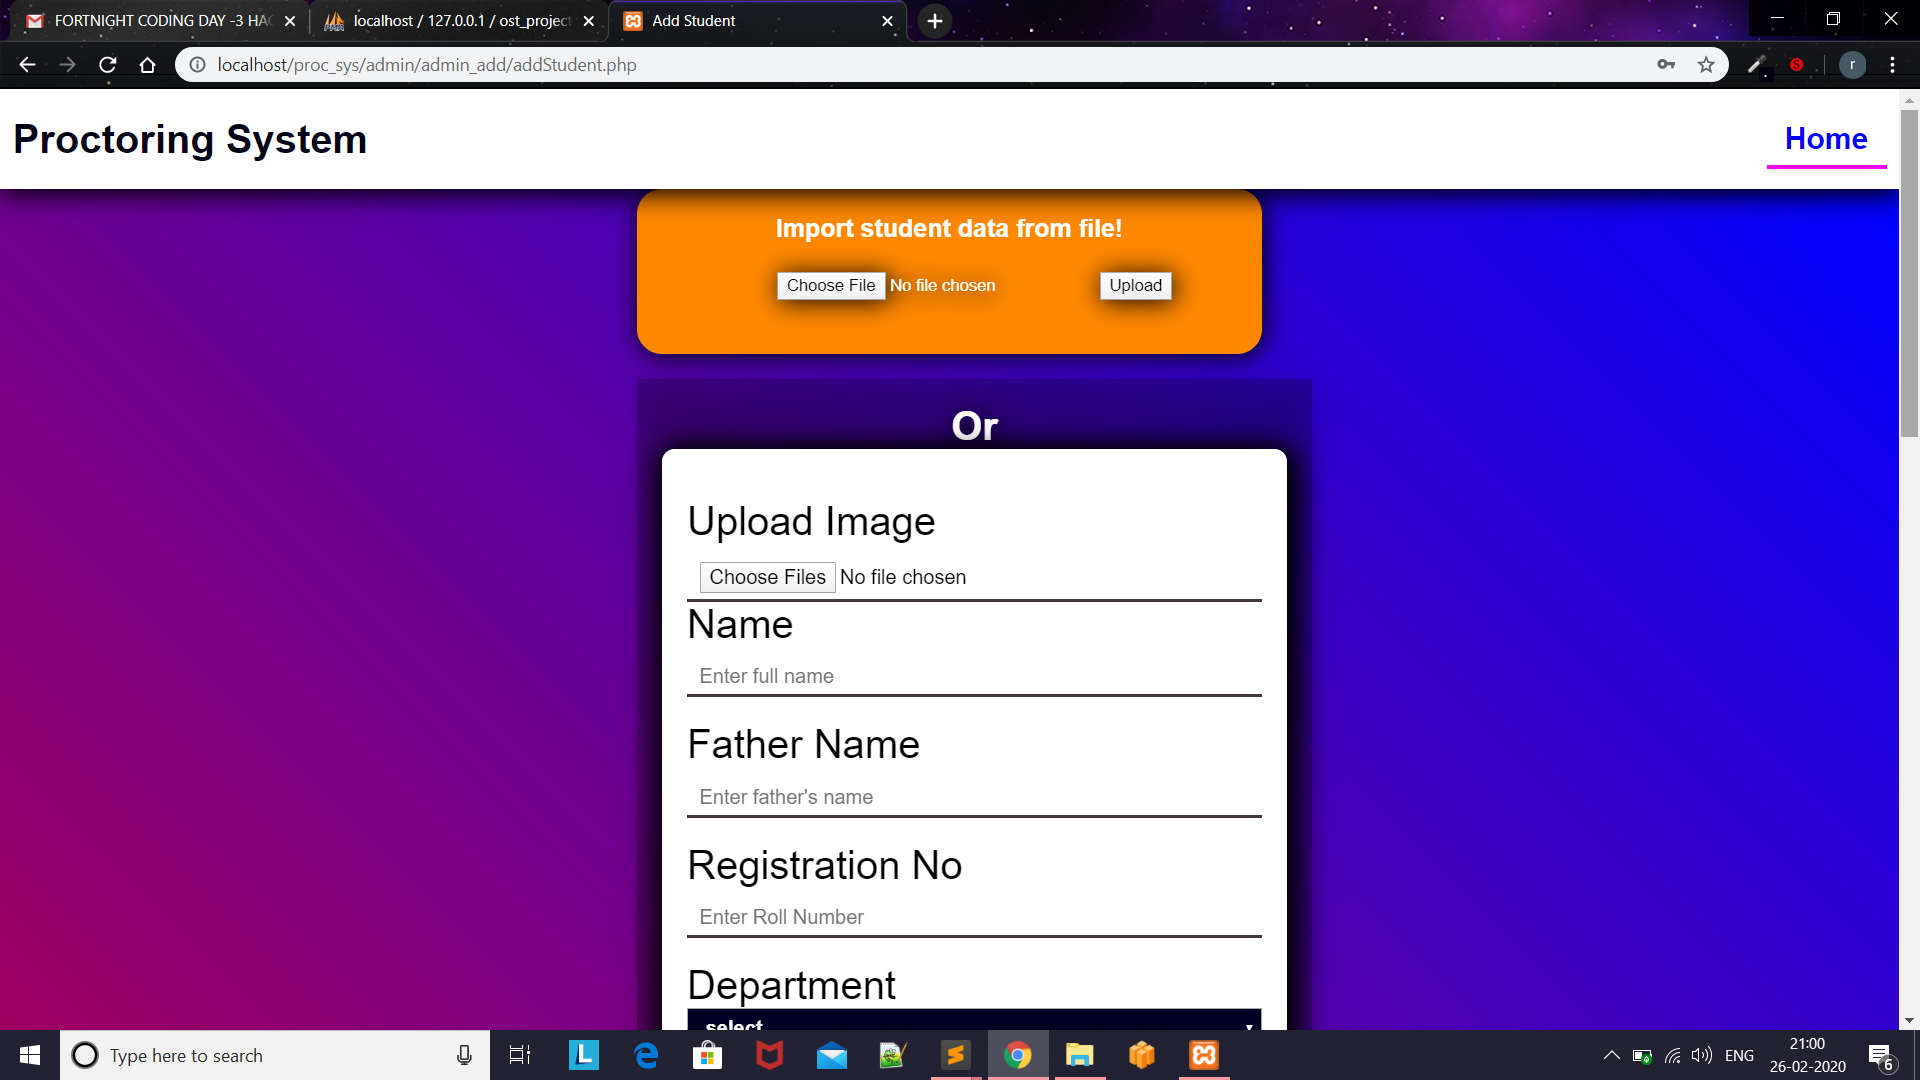 FORTNIGHT CODING DAY -3 HAC
localhost / 127.0.0.1 / ost_project
Add Student
localhost/proc_sys/admin/admin_add/addStudent.php
r
Proctoring System
Home
Import student data from file!
Choose File No file chosen
Upload
Or
Upload Image
Choose Files No file chosen
Name
Enter full name
Father Name
Enter father's name
Registration No
Enter Roll Number
Department
select
Type here to search
ENG
21:00
26-02-2020
6